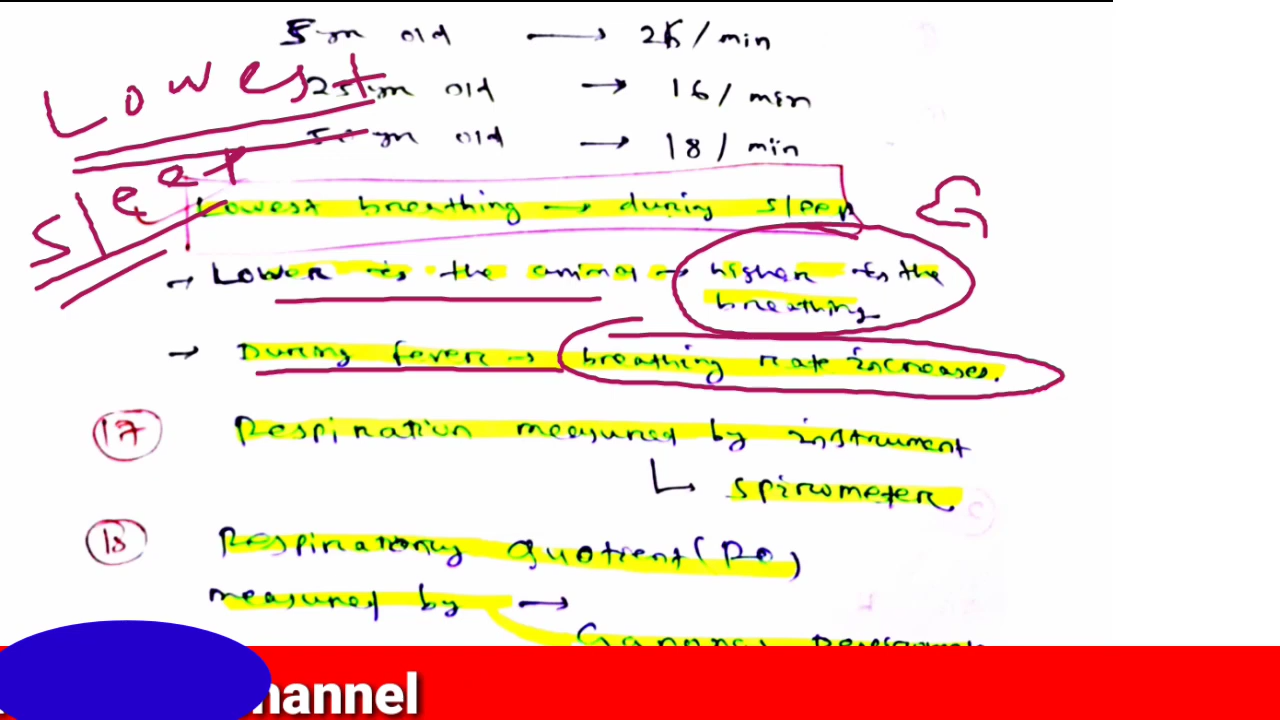 5 yr old → 26/min
25 yr old → 16/min
50 yr old → 18/min
Lowest
Sleep
Lowest breathing → during sleep
→ Lower is the animal → higher is the
breathing
→ During fever → breathing rate increases.
17 Respiration measured by instrument
↳ spirometer
18 Respiratory quotient (RQ)
measured by →
hannel